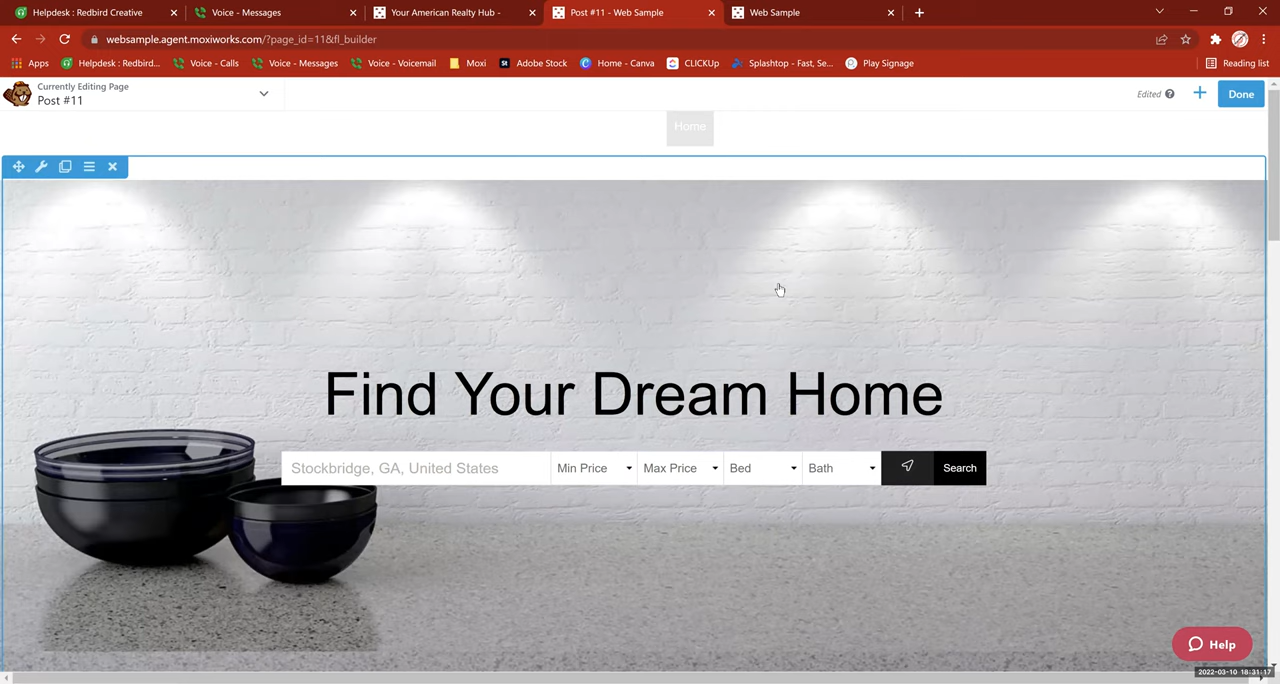 Helpdesk : Redbird Creative
Voice - Messages
Your American Realty Hub -
Post #11 - Web Sample
Web Sample
websample.agent.moxiworks.com/?page_id=11&fl_builder
Apps
Helpdesk : Redbird...
Voice - Calls
Voice - Messages
Voice - Voicemail
Moxi
St
Adobe Stock
Home - Canva
CLICKUp
Splashtop - Fast, Se...
Play Signage
Reading list
Currently Editing Page
Post #11
Edited
Done
Home
Find Your Dream Home
Stockbridge, GA, United States
Min Price
Max Price
Bed
Bath
Search
Help
2022-03-10 18:31:17